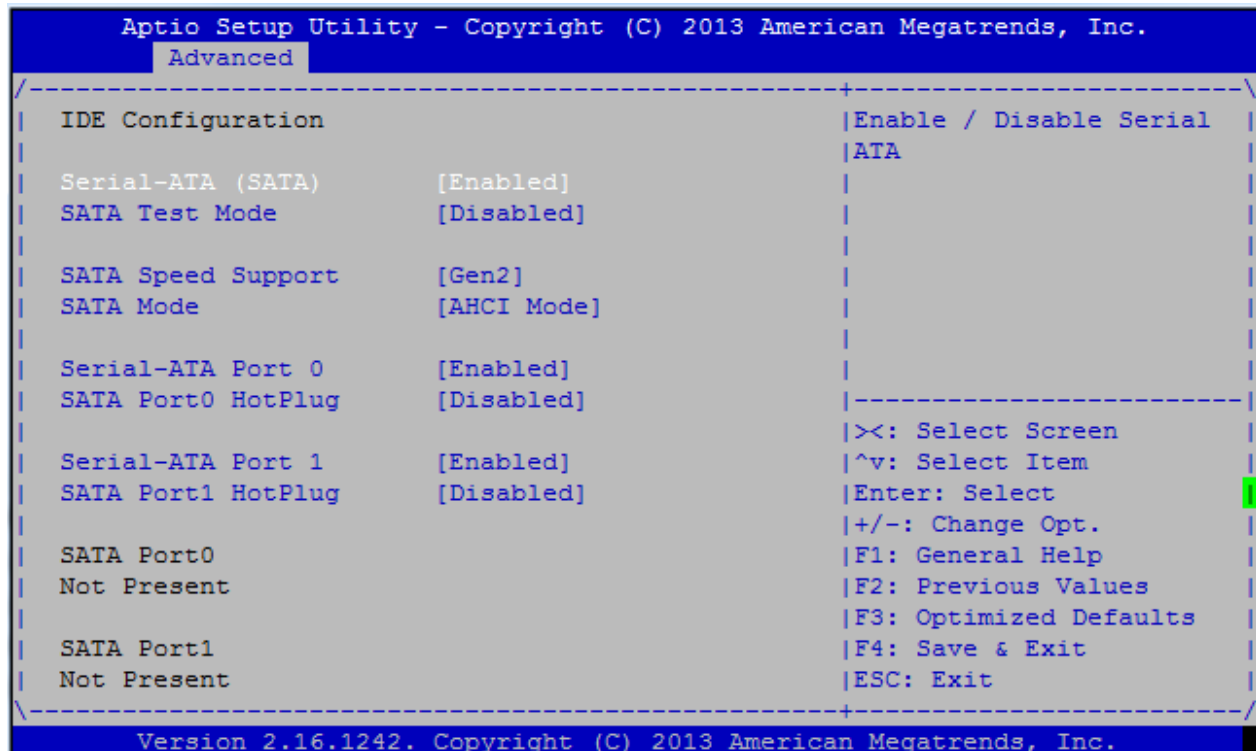 Aptio Setup Utility - Copyright (C) 2013 American Megatrends, Inc.
Advanced
/----------------------------------------------------+-------------------------\
| IDE Configuration |Enable / Disable Serial |
| |ATA |
| Serial-ATA (SATA) [Enabled] | |
| SATA Test Mode [Disabled] | |
| | |
| SATA Speed Support [Gen2] | |
| SATA Mode [AHCI Mode] | |
| | |
| Serial-ATA Port 0 [Enabled] | |
| SATA Port0 HotPlug [Disabled] |-------------------------|
| |><: Select Screen |
| Serial-ATA Port 1 [Enabled] |^v: Select Item |
| SATA Port1 HotPlug [Disabled] |Enter: Select |
| |+/-: Change Opt. |
| SATA Port0 |F1: General Help |
| Not Present |F2: Previous Values |
| |F3: Optimized Defaults |
| SATA Port1 |F4: Save & Exit |
| Not Present |ESC: Exit |
\----------------------------------------------------+-------------------------/
Version 2.16.1242. Copyright (C) 2013 American Megatrends, Inc.